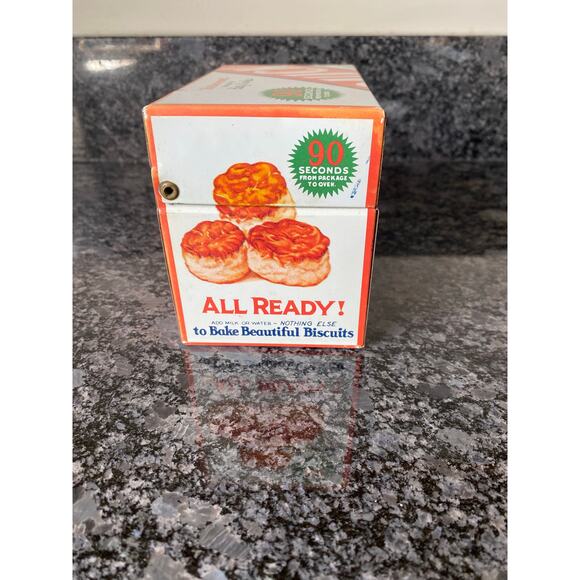 90
SECONDS
FROM PACKAGE
TO OVEN.
ALL READY!
ADD MILK OR WATER - NOTHING ELSE
to Bake Beautiful Biscuits